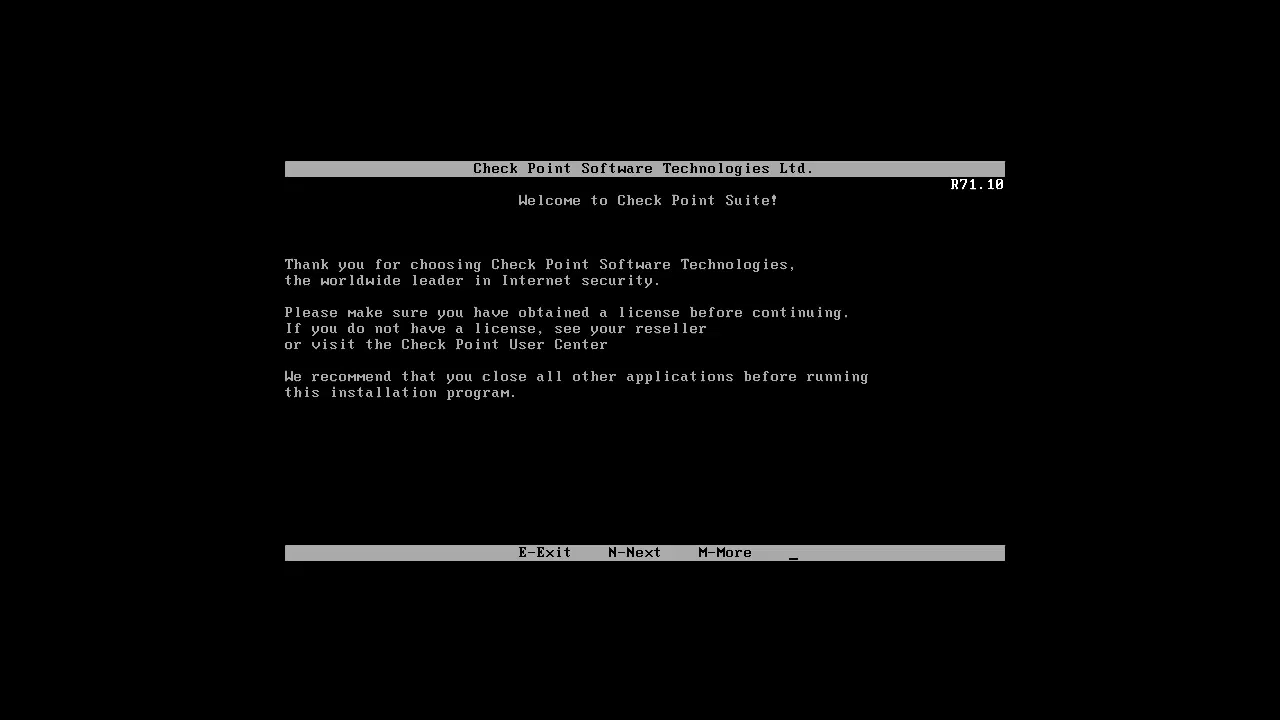 Check Point Software Technologies Ltd.
R71.10
Welcome to Check Point Suite!
Thank you for choosing Check Point Software Technologies,
the worldwide leader in Internet security.
Please make sure you have obtained a license before continuing.
If you do not have a license, see your reseller
or visit the Check Point User Center
We recommend that you close all other applications before running
this installation program.
E-Exit N-Next M-More _